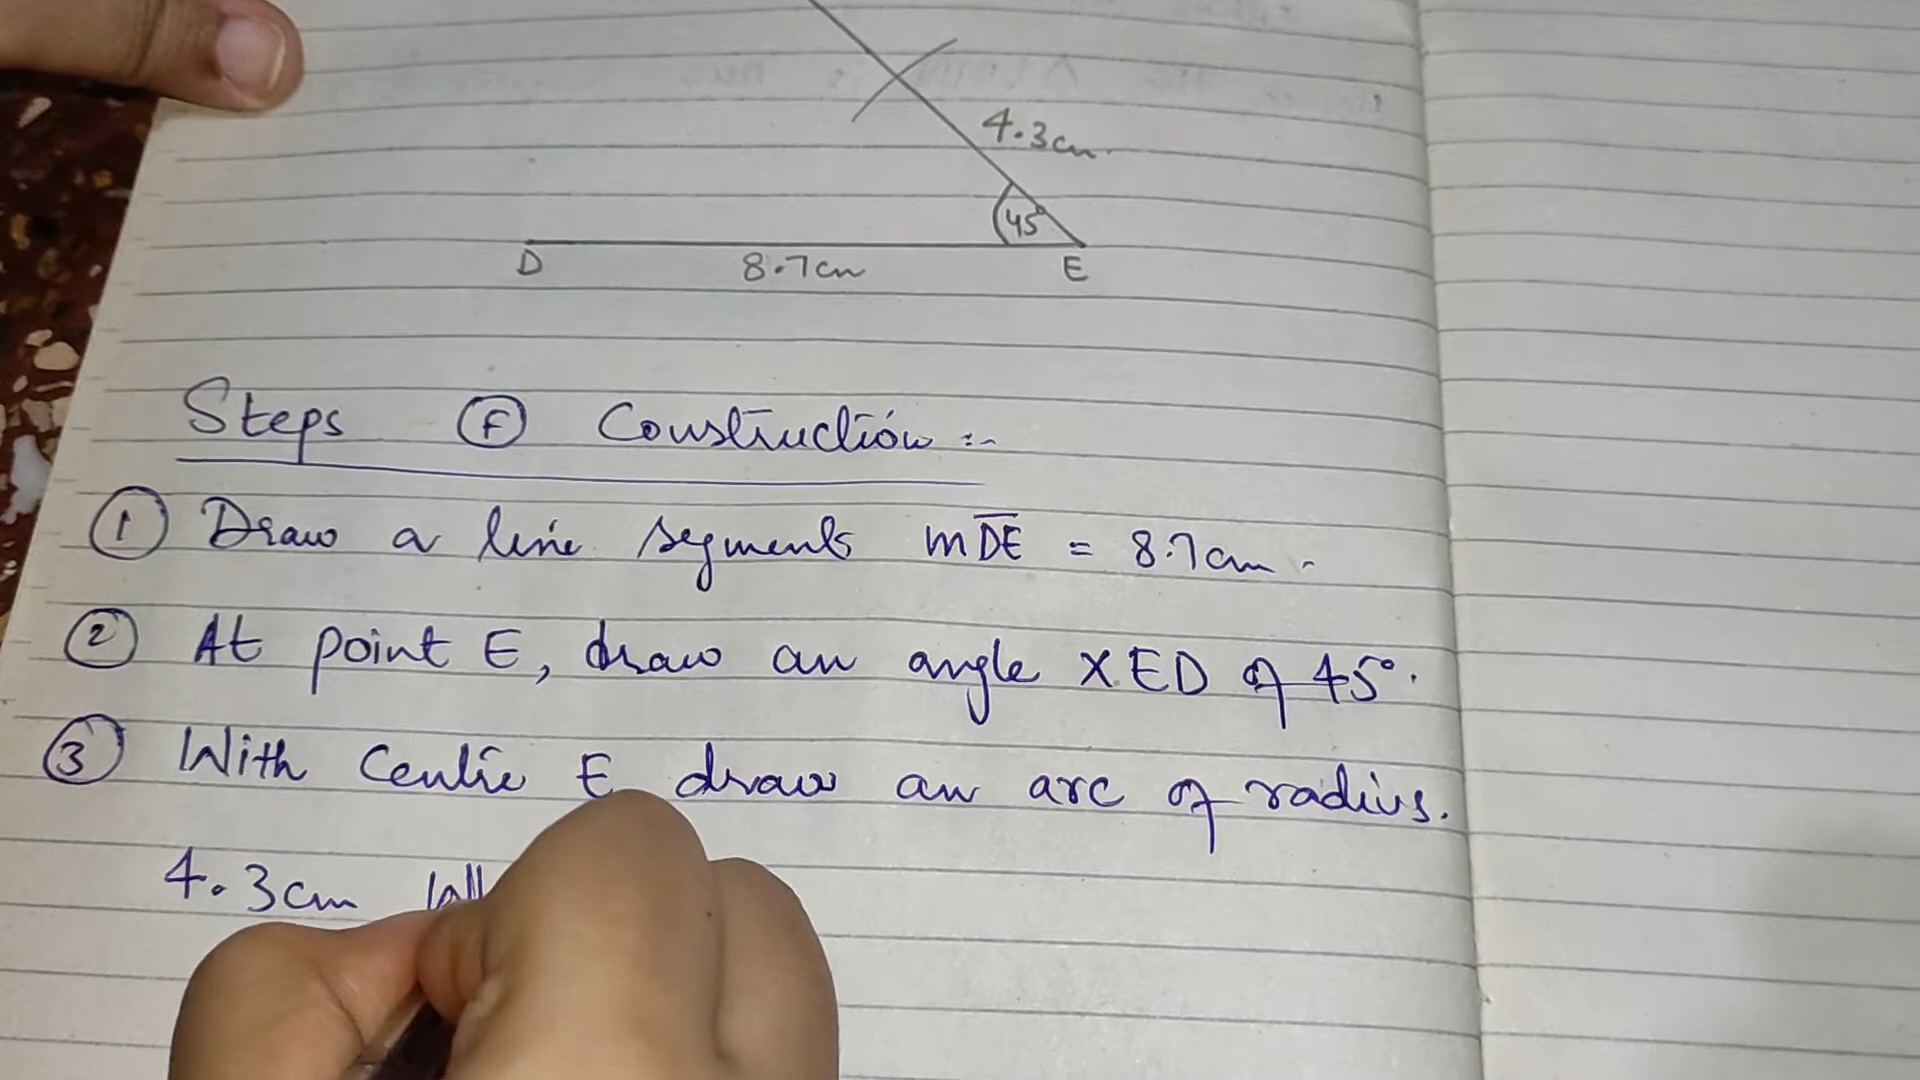 4.3cm.
45°
D 8.7cm E
Steps of Construction :-
① Draw a line segments mD̅E̅ = 8.7cm.
② At point E, draw an angle XED of 45°.
③ With Centre E draw an arc of radius.
4.3cm